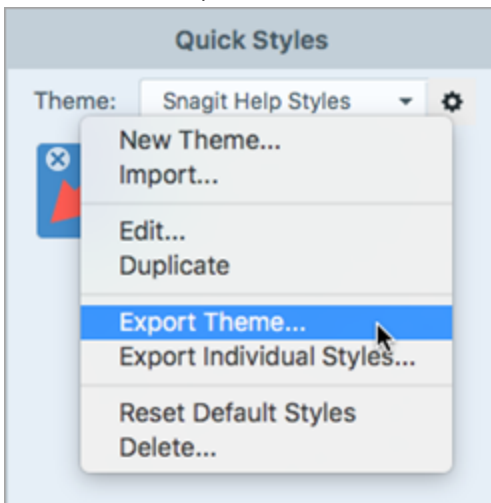 Quick Styles
Theme: Snagit Help Styles
New Theme...
Import...
Edit...
Duplicate
Export Theme...
Export Individual Styles...
Reset Default Styles
Delete...